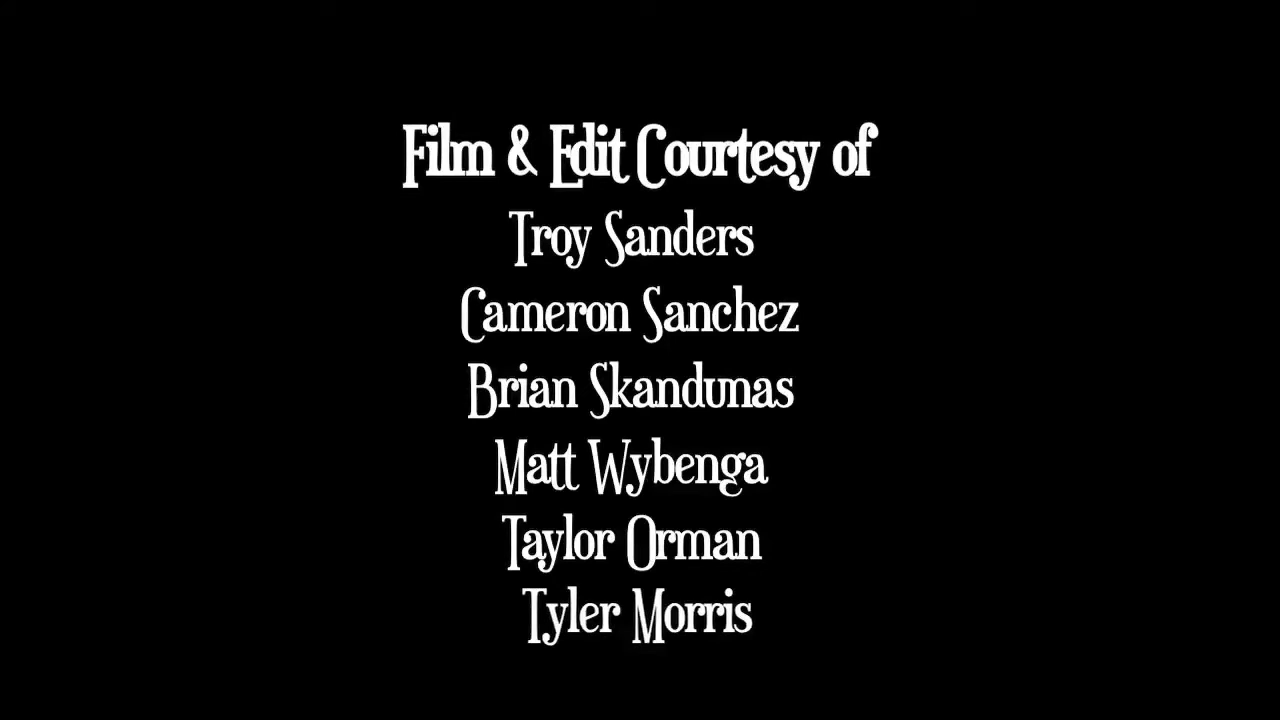 Film & Edit Courtesy of
Troy Sanders
Cameron Sanchez
Brian Skandunas
Matt Wybenga
Taylor Orman
Tyler Morris